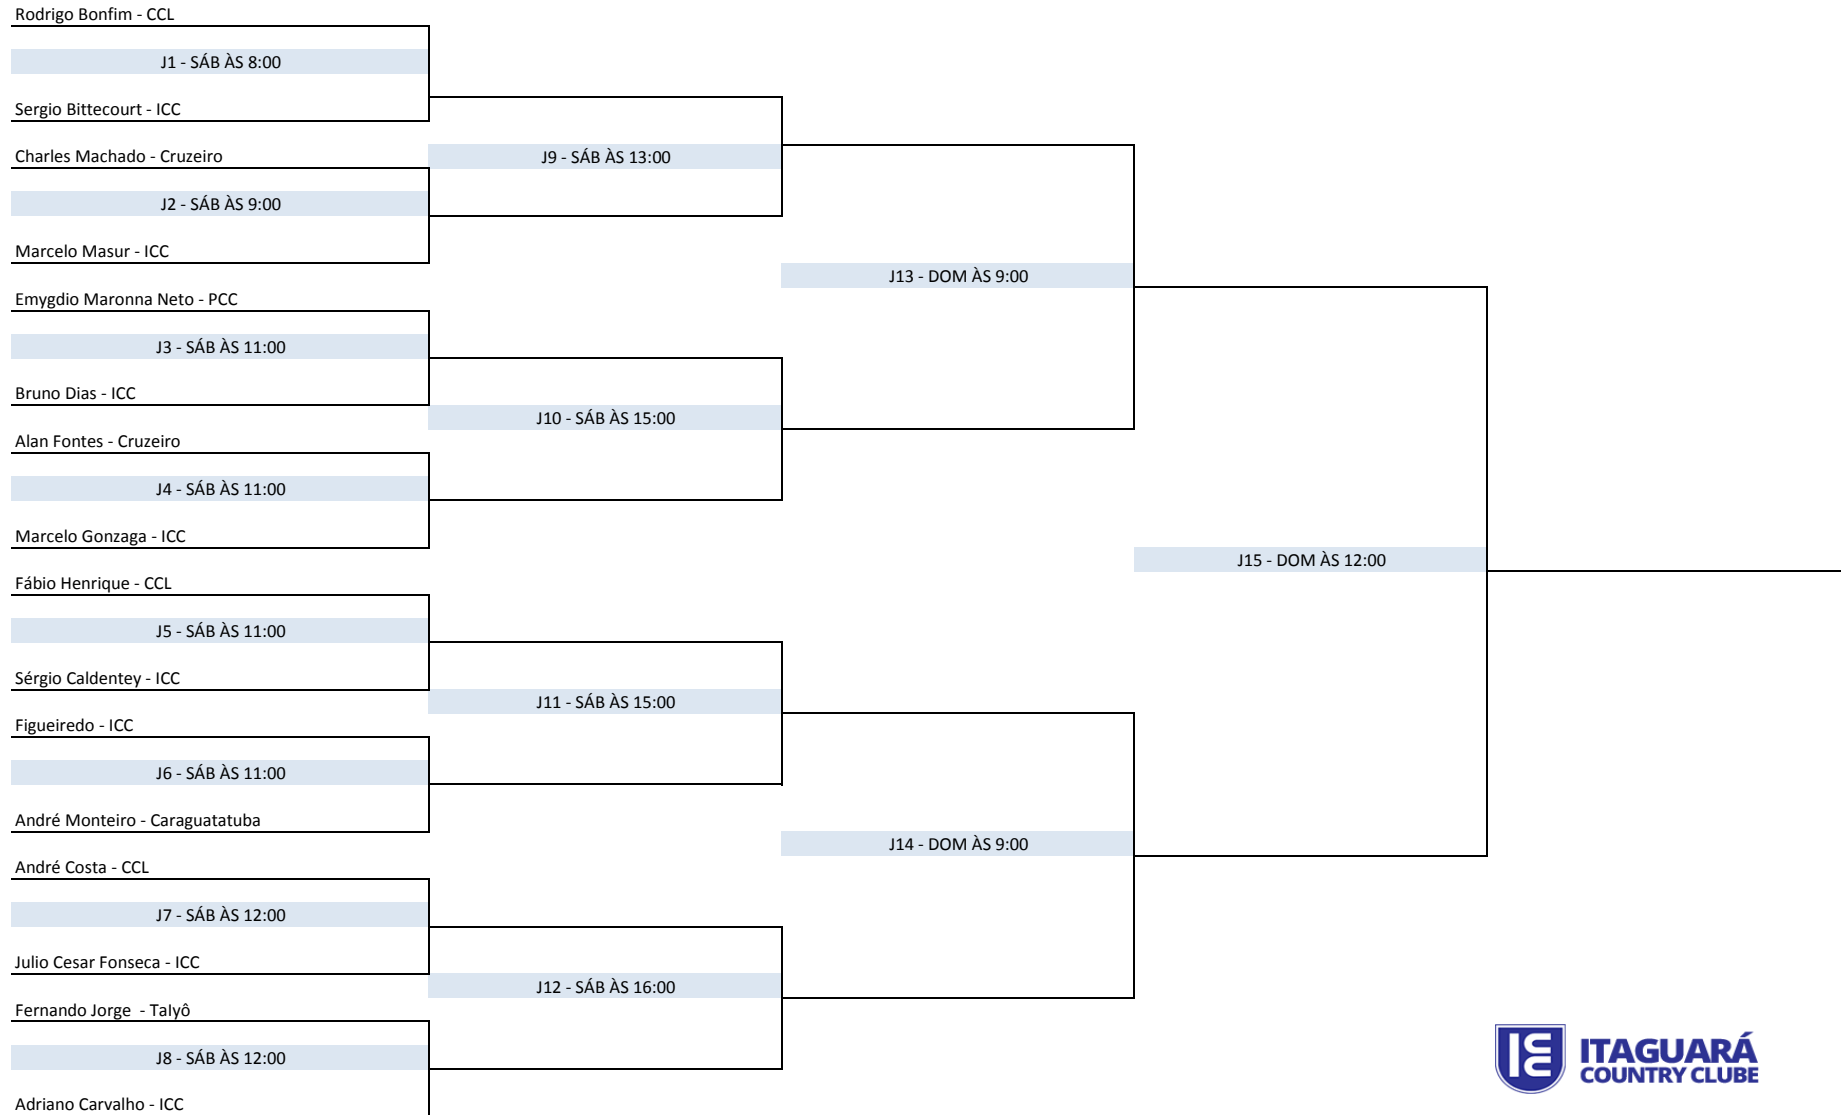 Rodrigo Bonfim - CCL
J1 - SÁB ÀS 8:00
Sergio Bittecourt - ICC
Charles Machado - Cruzeiro
J9 - SÁB ÀS 13:00
J2 - SÁB ÀS 9:00
Marcelo Masur - ICC
J13 - DOM ÀS 9:00
Emygdio Maronna Neto - PCC
J3 - SÁB ÀS 11:00
Bruno Dias - ICC
J10 - SÁB ÀS 15:00
Alan Fontes - Cruzeiro
J4 - SÁB ÀS 11:00
Marcelo Gonzaga - ICC
J15 - DOM ÀS 12:00
Fábio Henrique - CCL
J5 - SÁB ÀS 11:00
Sérgio Caldentey - ICC
J11 - SÁB ÀS 15:00
Figueiredo - ICC
J6 - SÁB ÀS 11:00
André Monteiro - Caraguatatuba
J14 - DOM ÀS 9:00
André Costa - CCL
J7 - SÁB ÀS 12:00
Julio Cesar Fonseca - ICC
J12 - SÁB ÀS 16:00
Fernando Jorge  - TaIyô
J8 - SÁB ÀS 12:00
Adriano Carvalho - ICC
ITAGUARÁ
COUNTRY CLUBE